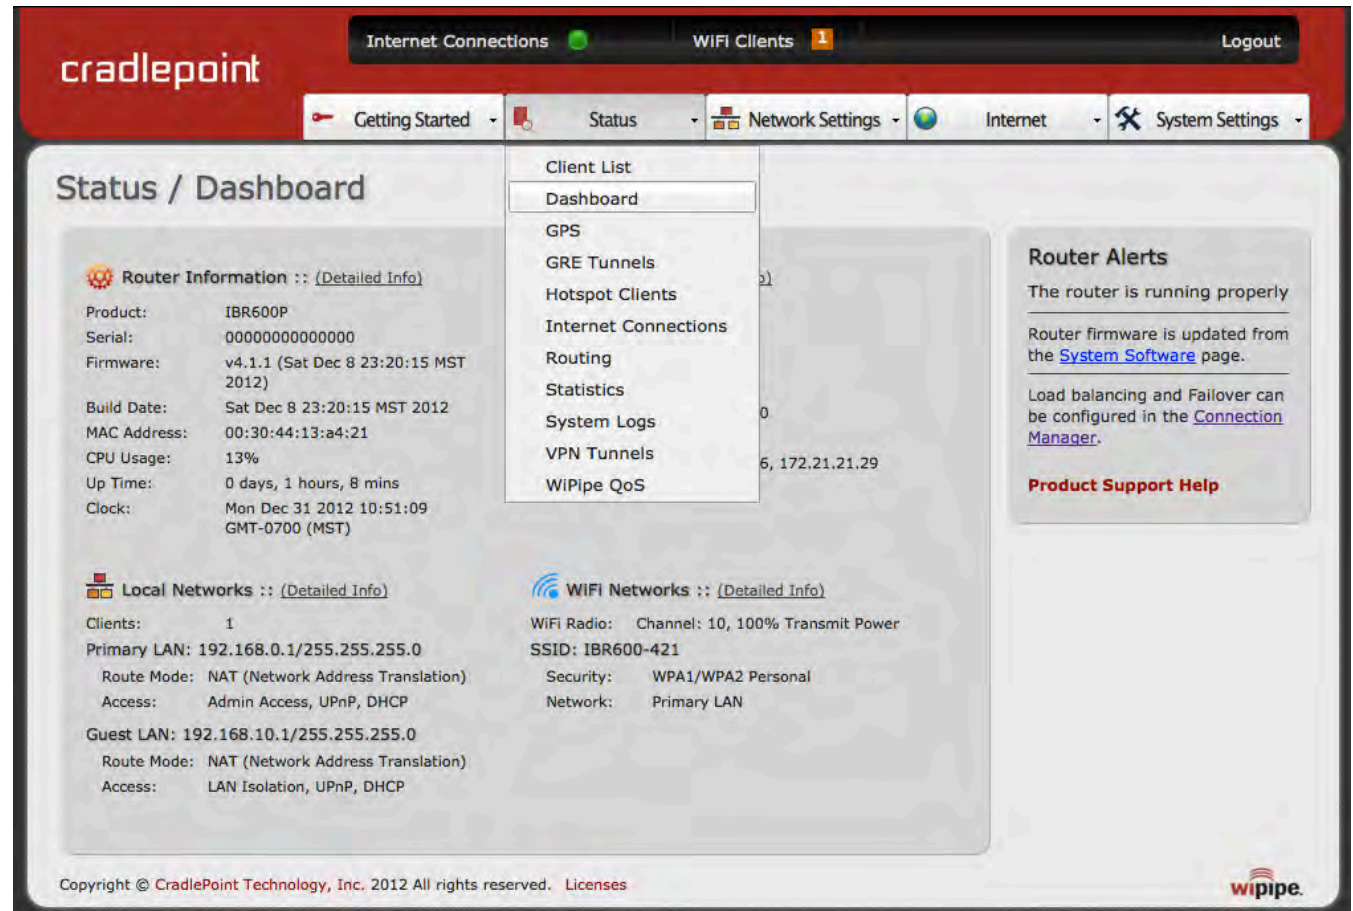 Internet Connections
WiFi Clients 1
Logout
cradlepoint
Getting Started
Status
Network Settings
Internet
System Settings
Status / Dashboard
Client List
Dashboard
GPS
GRE Tunnels
Hotspot Clients
Internet Connections
Routing
Statistics
System Logs
VPN Tunnels
WiPipe QoS
Router Information :: (Detailed Info)
Product: IBR600P
Serial: 00000000000000
Firmware: v4.1.1 (Sat Dec 8 23:20:15 MST
2012)
Build Date: Sat Dec 8 23:20:15 MST 2012
MAC Address: 00:30:44:13:a4:21
CPU Usage: 13%
Up Time: 0 days, 1 hours, 8 mins
Clock: Mon Dec 31 2012 10:51:09
GMT-0700 (MST)
0
6, 172.21.21.29
Local Networks :: (Detailed Info)
Clients: 1
Primary LAN: 192.168.0.1/255.255.255.0
Route Mode: NAT (Network Address Translation)
Access: Admin Access, UPnP, DHCP
Guest LAN: 192.168.10.1/255.255.255.0
Route Mode: NAT (Network Address Translation)
Access: LAN Isolation, UPnP, DHCP
WiFi Networks :: (Detailed Info)
WiFi Radio: Channel: 10, 100% Transmit Power
SSID: IBR600-421
Security: WPA1/WPA2 Personal
Network: Primary LAN
Router Alerts
The router is running properly
Router firmware is updated from
the System Software page.
Load balancing and Failover can
be configured in the Connection
Manager.
Product Support Help
Copyright © CradlePoint Technology, Inc. 2012 All rights reserved. Licenses
wipipe.